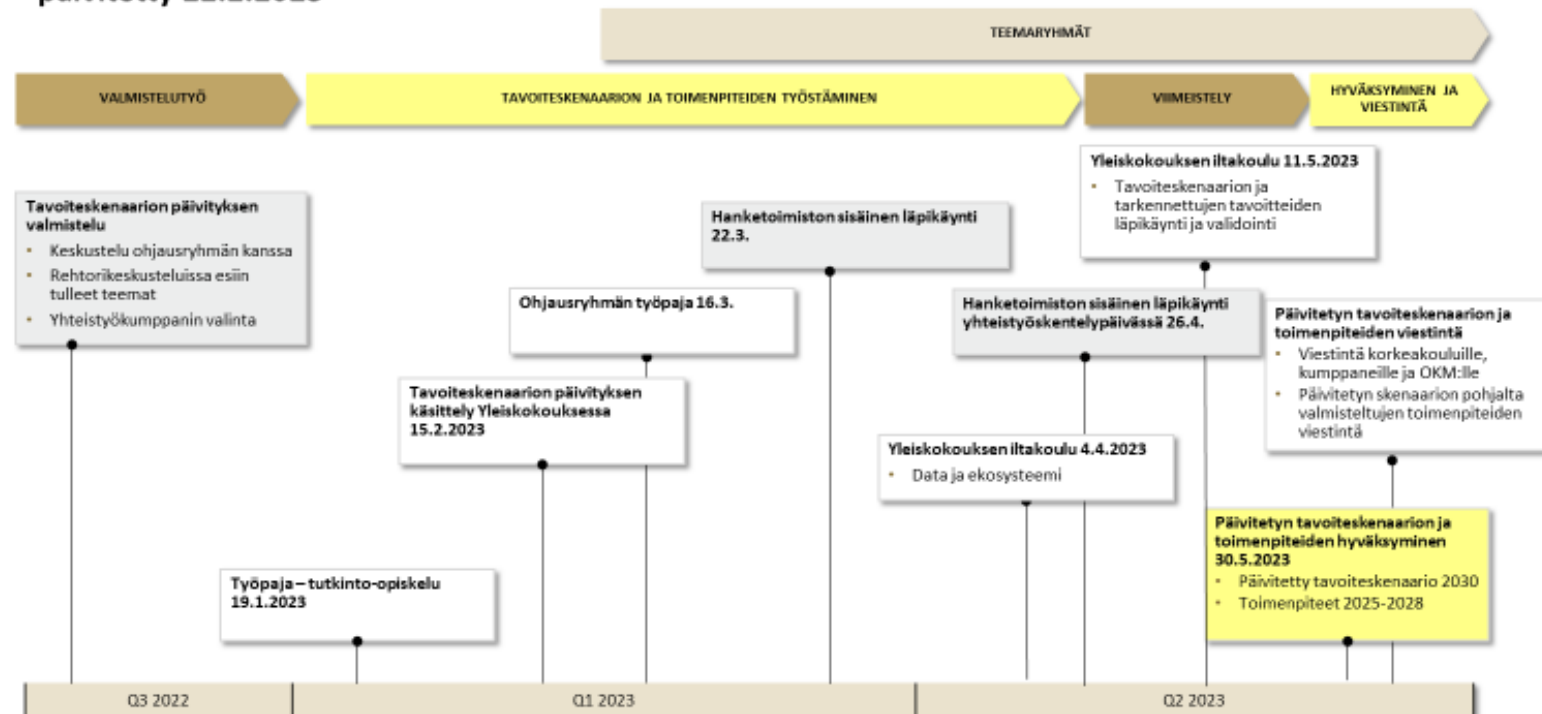 TEEMARYHMÄT
VALMISTELUTYÖ
TAVOITESKENAARION JA TOIMENPITEIDEN TYÖSTÄMINEN
VIIMEISTELY
HYVÄKSYMINEN JA
VIESTINTÄ
Yleiskokouksen iltakoulu 11.5.2023
• Tavoiteskenaarion ja
tarkennettujen tavoitteiden
läpikäynti ja validointi
Tavoiteskenaarion päivityksen
valmistelu
• Keskustelu ohjausryhmän kanssa
• Rehtorikeskusteluissa esiin
tulleet teemat
• Yhteistyökumppanin valinta
Hanketoimiston sisäinen läpikäynti
22.3.
Ohjausryhmän työpaja 16.3.
Hanketoimiston sisäinen läpikäynti
yhteistyöskentelypäivässä 26.4.
Päivitetyn tavoiteskenaarion ja
toimenpiteiden viestintä
• Viestintä korkeakouluille,
kumppaneille ja OKM:lle
• Päivitetyn skenaarion pohjalta
valmisteltujen toimenpiteiden
viestintä
Tavoiteskenaarion päivityksen
käsittely Yleiskokouksessa
15.2.2023
Yleiskokouksen iltakoulu 4.4.2023
• Data ja ekosysteemi
Päivitetyn tavoiteskenaarion ja
toimenpiteiden hyväksyminen
30.5.2023
• Päivitetty tavoiteskenaario 2030
• Toimenpiteet 2025-2028
Työpaja – tutkinto-opiskelu
19.1.2023
Q3 2022
Q1 2023
Q2 2023